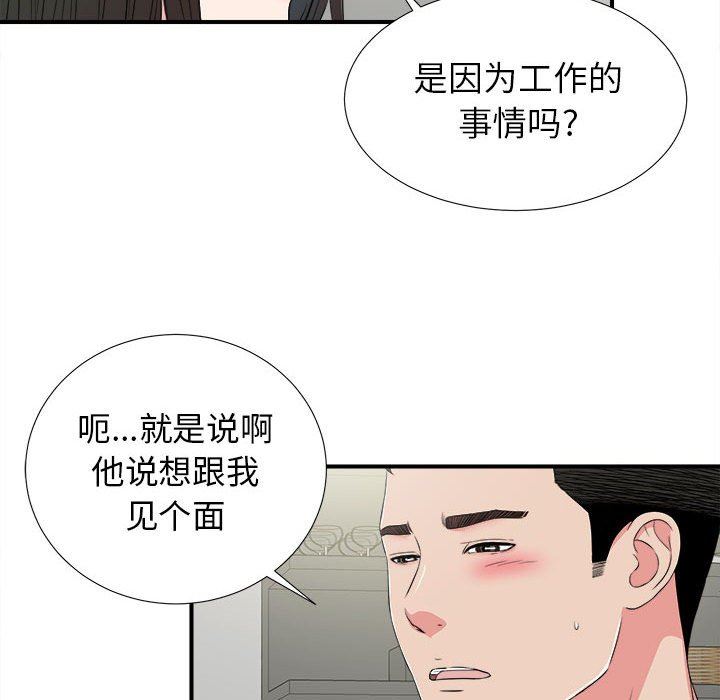 是因为工作的
事情吗?
呃...就是说啊
他说想跟我
见个面